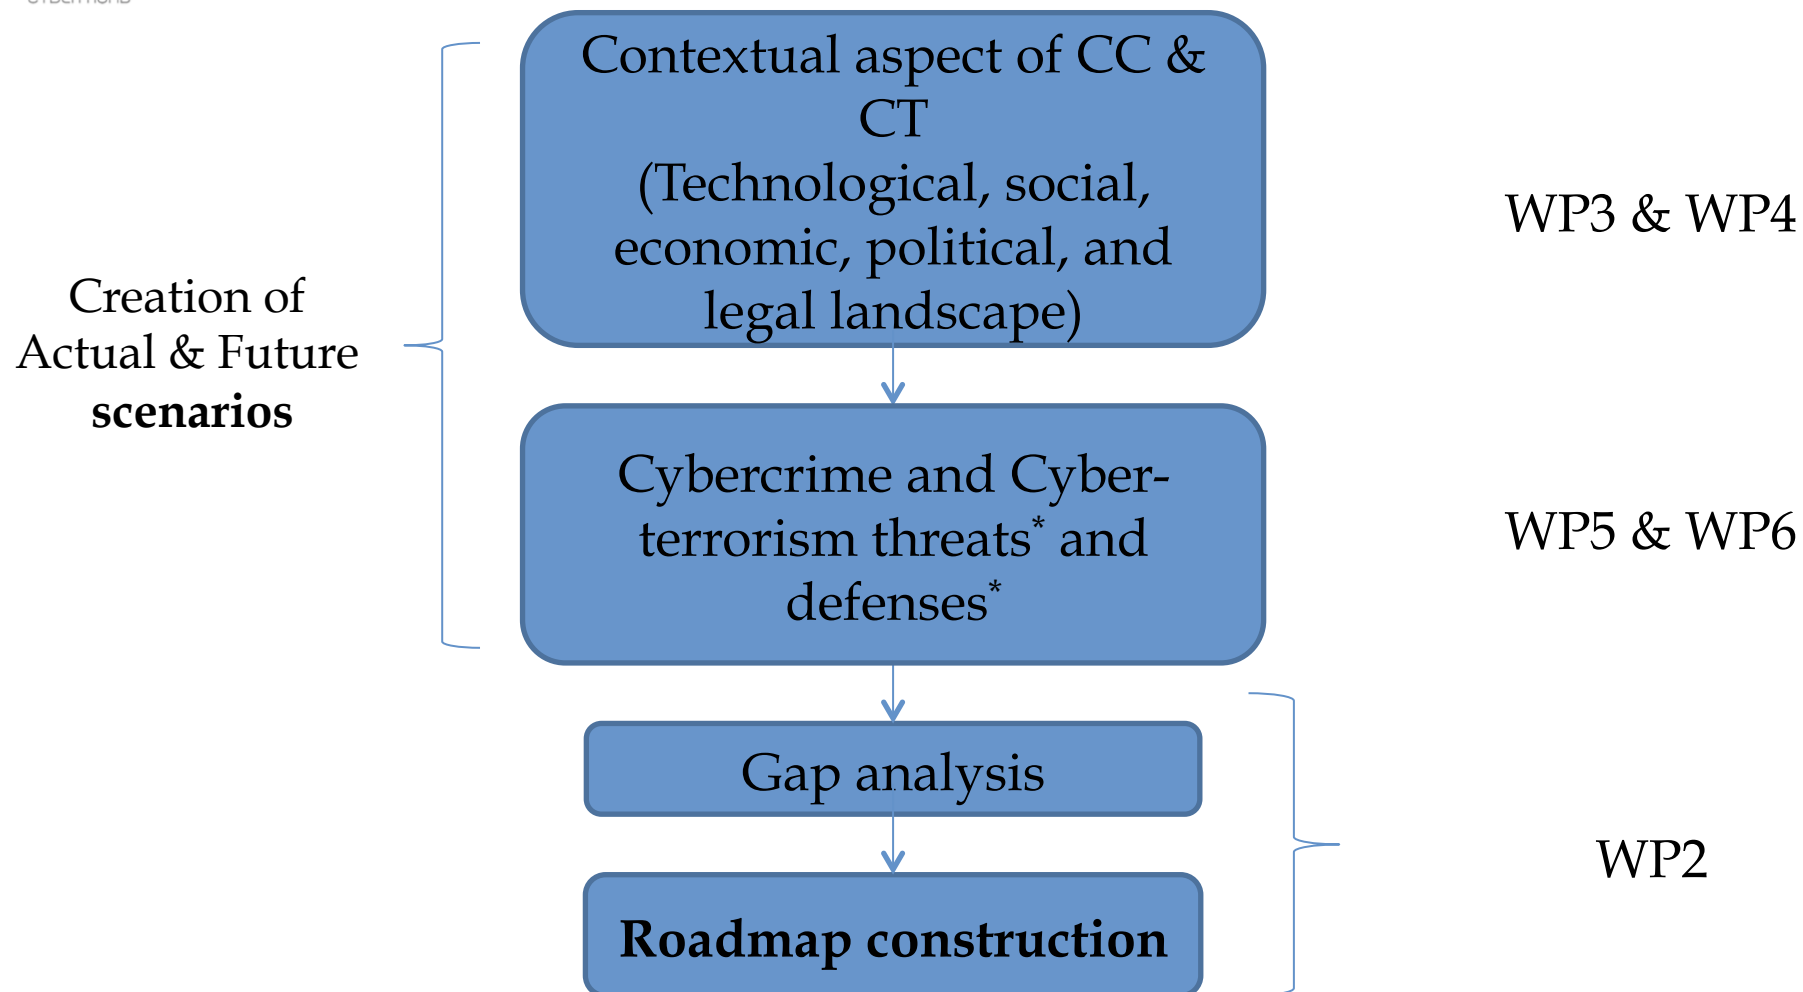 Contextual aspect of CC &
CT
(Technological, social,
economic, political, and
legal landscape)
WP3 & WP4
Creation of
Actual & Future
scenarios
Cybercrime and Cyber-
terrorism threats* and
defenses*
WP5 & WP6
Gap analysis
WP2
Roadmap construction